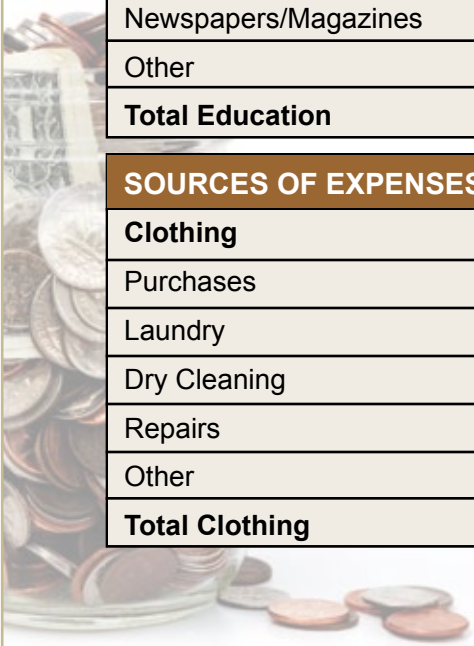 Newspapers/Magazines
Other
Total Education
SOURCES OF EXPENSES
Clothing
Purchases
Laundry
Dry Cleaning
Repairs
Other
Total Clothing